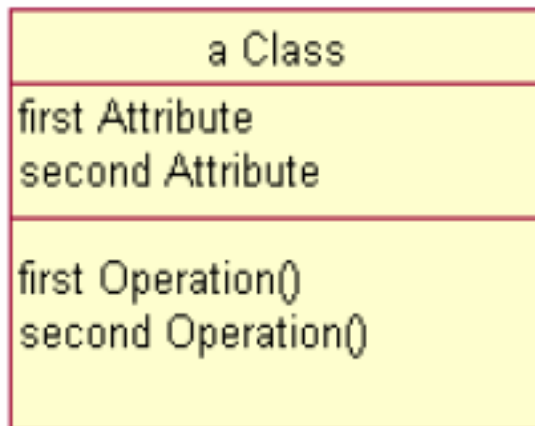 a Class
first Attribute
second Attribute
first Operation()
second Operation()